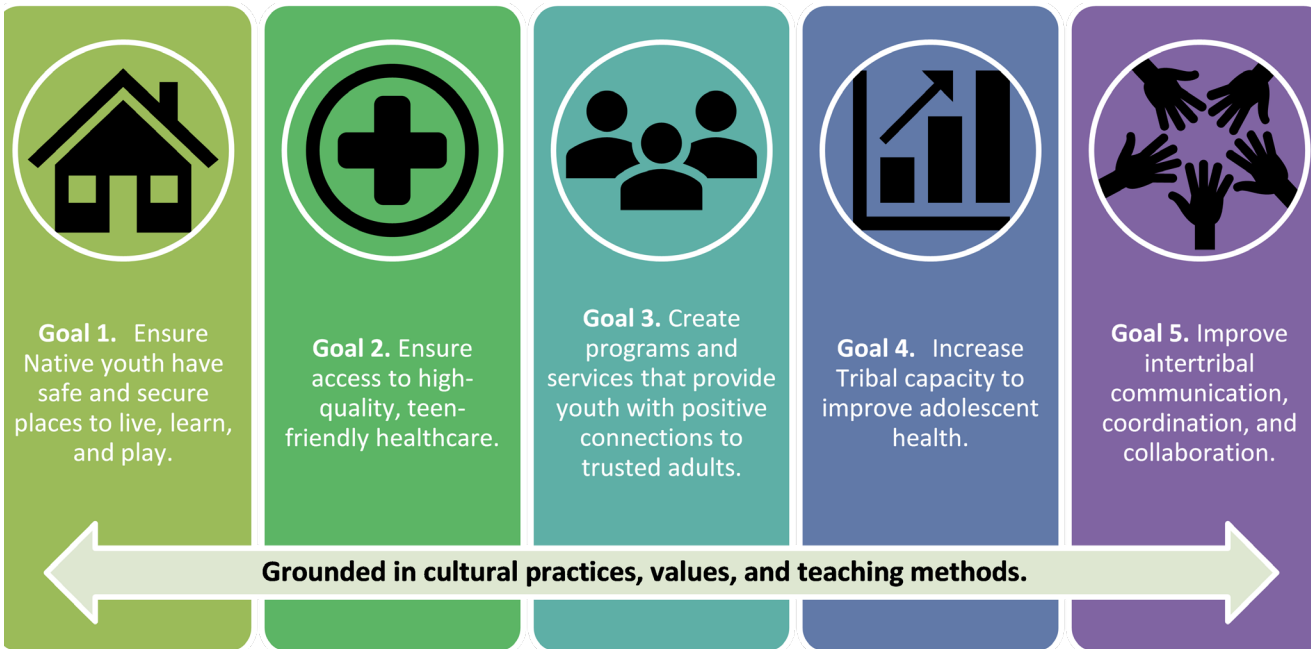 Goal 1. Ensure
Native youth have
safe and secure
places to live, learn,
and play.
Goal 2. Ensure
access to high-
quality, teen-
friendly healthcare.
Goal 3. Create
programs and
services that provide
youth with positive
connections to
trusted adults.
Goal 4. Increase
Tribal capacity to
improve adolescent
health.
Goal 5. Improve
intertribal
communication,
coordination, and
collaboration.
Grounded in cultural practices, values, and teaching methods.